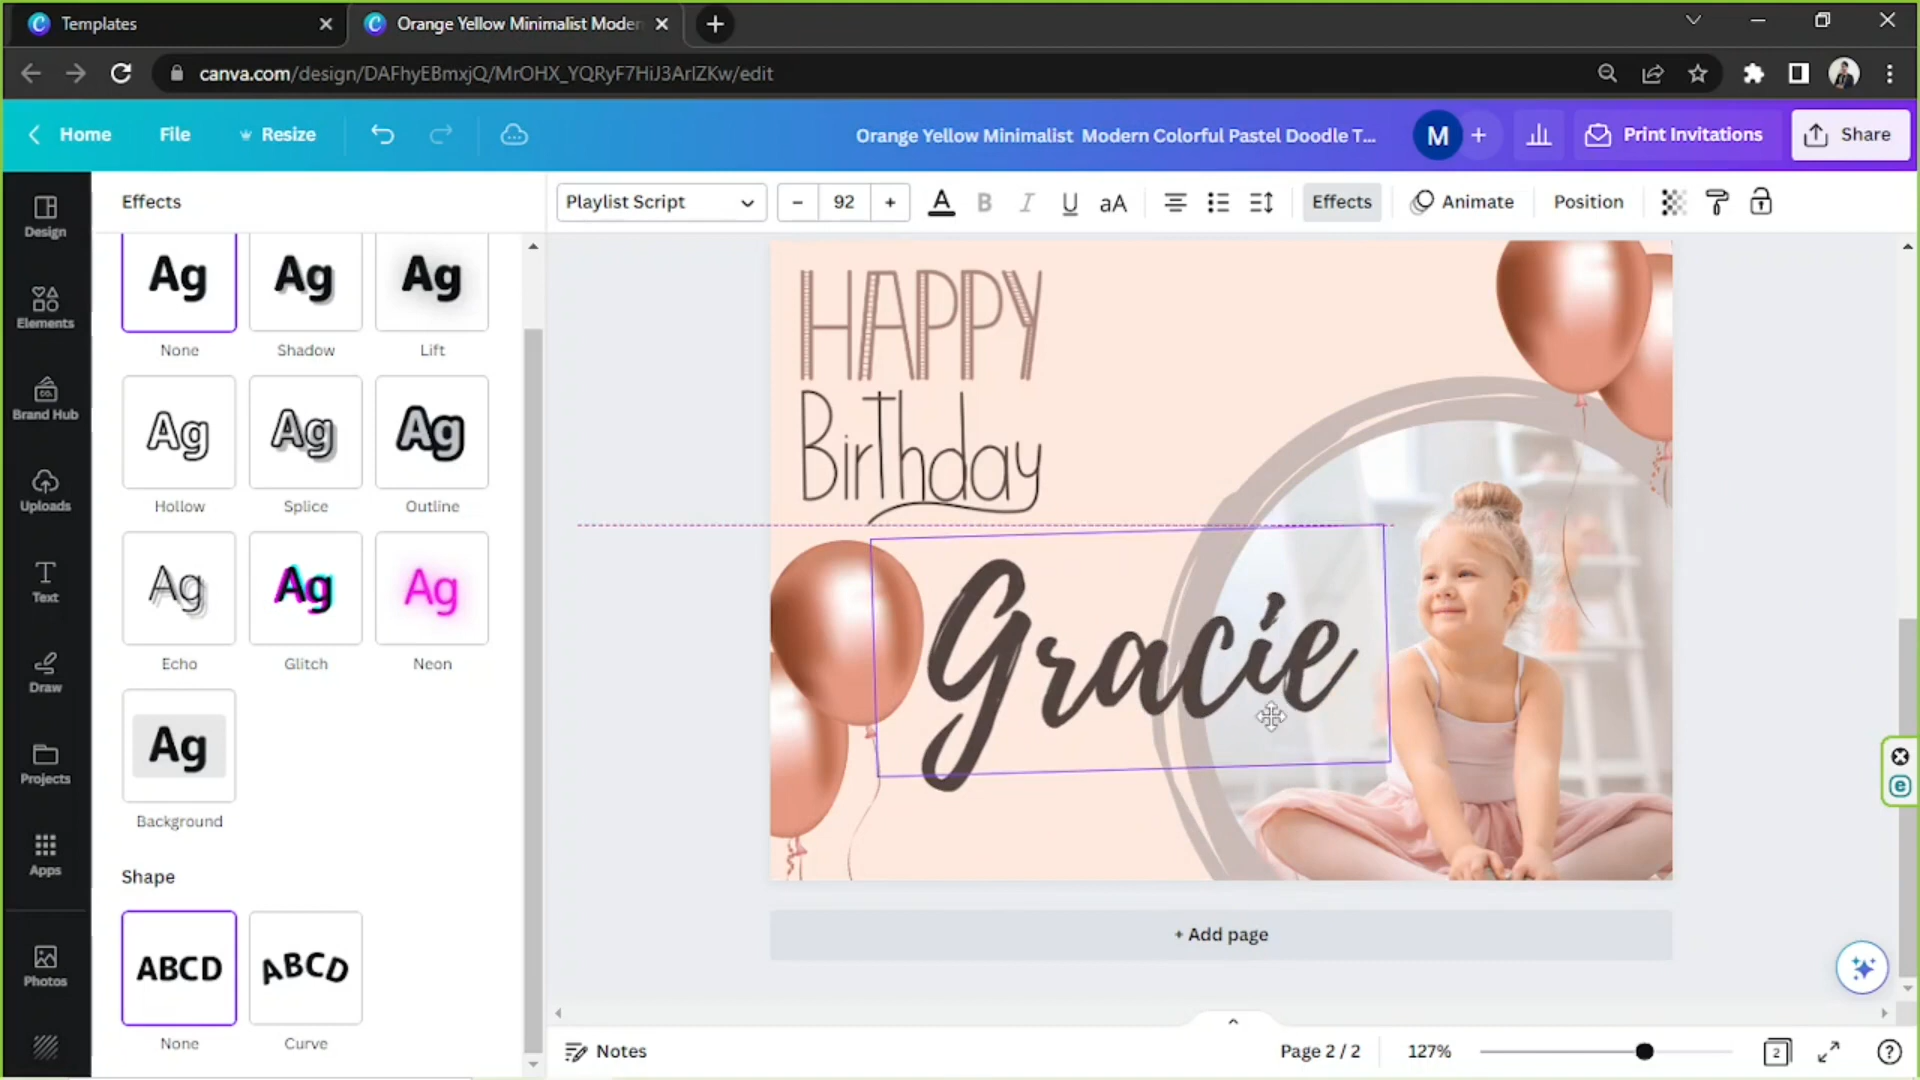 Templates
Orange Yellow Minimalist Moder
canva.com/design/DAFhyEBmxjQ/MrOHX_YQRyF7HiJ3ArlZKw/edit
Home
File
Resize
Orange Yellow Minimalist Modern Colorful Pastel Doodle T...
M
+
Print Invitations
Share
Effects
Playlist Script
–
92
+
A
B
I
U
aA
Effects
Animate
Position
Design
Elements
Brand Hub
Uploads
Text
Draw
Projects
Apps
Photos
Ag
Ag
Ag
None
Shadow
Lift
Ag
Ag
Ag
Hollow
Splice
Outline
Ag
Ag
Ag
Echo
Glitch
Neon
Ag
Background
Shape
ABCD
ABCD
None
Curve
HAPPY
Birthday
Gracie
+ Add page
Notes
Page 2 / 2
127%
2
?